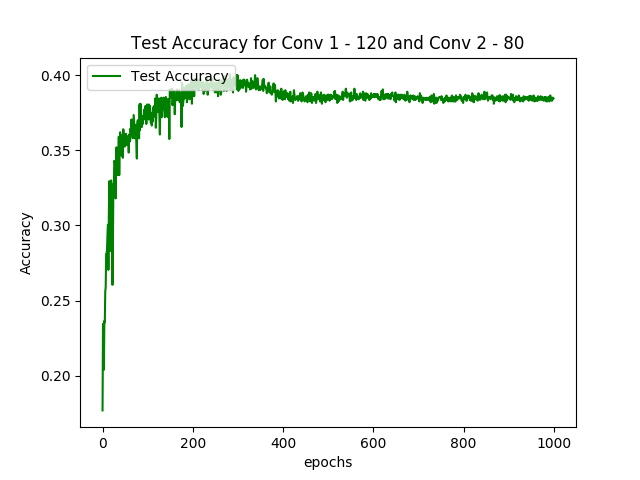 Test Accuracy for Conv 1 - 120 and Conv 2 - 80
Test Accuracy
0.40
0.35
0.30
0.25
0.20
Accuracy
0 200 400 600 800 1000
epochs